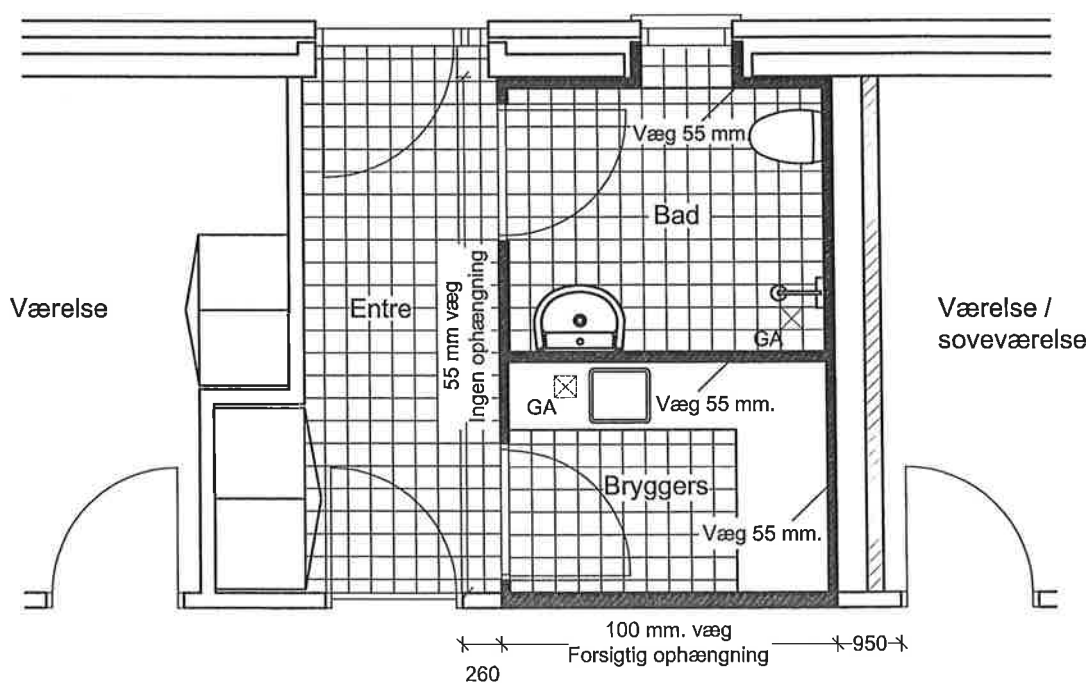 Væg 55 mm.
Bad
Værelse
Entre
55 mm væg
Ingen ophængning
GA
Værelse /
soveværelse
GA
Væg 55 mm.
Bryggers
Væg 55 mm.
100 mm. væg
Forsigtig ophængning
950
260